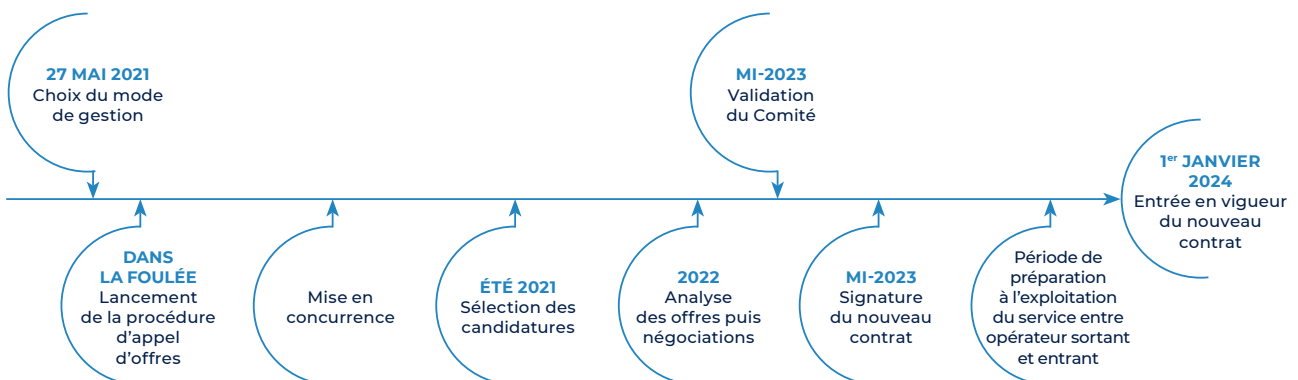 27 MAI 2021
Choix du mode
de gestion
DANS
LA FOULÉE
Lancement
de la procédure
d’appel
d’offres
Mise en
concurrence
ÉTÉ 2021
Sélection des
candidatures
2022
Analyse
des offres puis
négociations
MI-2023
Validation
du Comité
MI-2023
Signature
du nouveau
contrat
Période de
préparation
à l’exploitation
du service entre
opérateur sortant
et entrant
1er JANVIER
2024
Entrée en vigueur
du nouveau
contrat